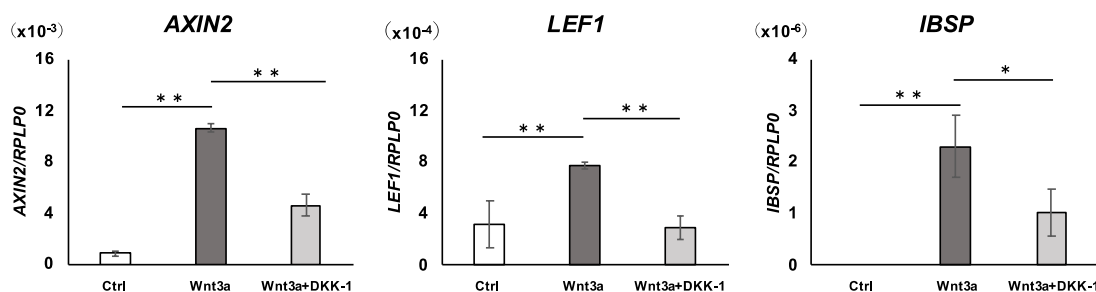 AXIN2
(x10-3)
16
12
8
4
0
AXIN2/RPLP0
* *
* *
Ctrl
Wnt3a
Wnt3a+DKK-1
LEF1
(x10-4)
16
12
8
4
0
LEF1/RPLP0
* *
* *
Ctrl
Wnt3a
Wnt3a+DKK-1
IBSP
(x10-6)
4
3
2
1
0
IBSP/RPLP0
* *
*
Ctrl
Wnt3a
Wnt3a+DKK-1